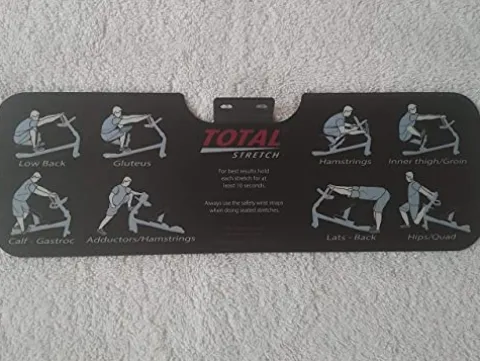 TOTAL
STRETCH
For best results hold
each stretch for at
least 10 seconds.
Always use the safety wrist straps
when doing seated stretches.
Low Back
Gluteus
Hamstrings
Inner thigh/Groin
Calf - Gastroc
Adductors/Hamstrings
Lats - Back
Hips/Quad